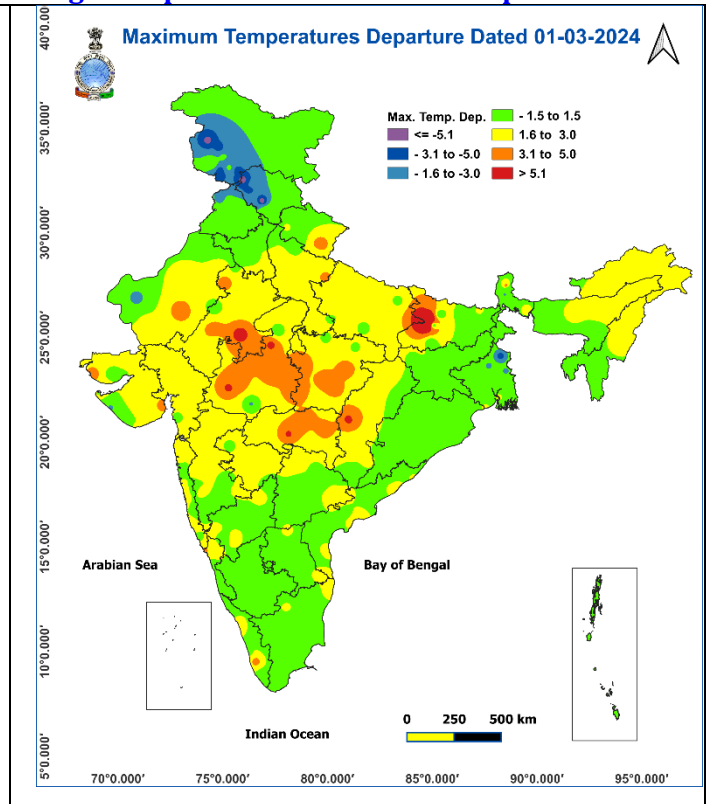 Maximum Temperatures Departure Dated 01-03-2024
Max. Temp. Dep.
<= -5.1
- 3.1 to -5.0
- 1.6 to -3.0
- 1.5 to 1.5
1.6 to 3.0
3.1 to 5.0
> 5.1
40°0.000'
35°0.000'
30°0.000'
25°0.000'
20°0.000'
15°0.000'
10°0.000'
5°0.000'
Arabian Sea
Bay of Bengal
Indian Ocean
0 250 500 km
70°0.000' 75°0.000' 80°0.000' 85°0.000' 90°0.000' 95°0.000'